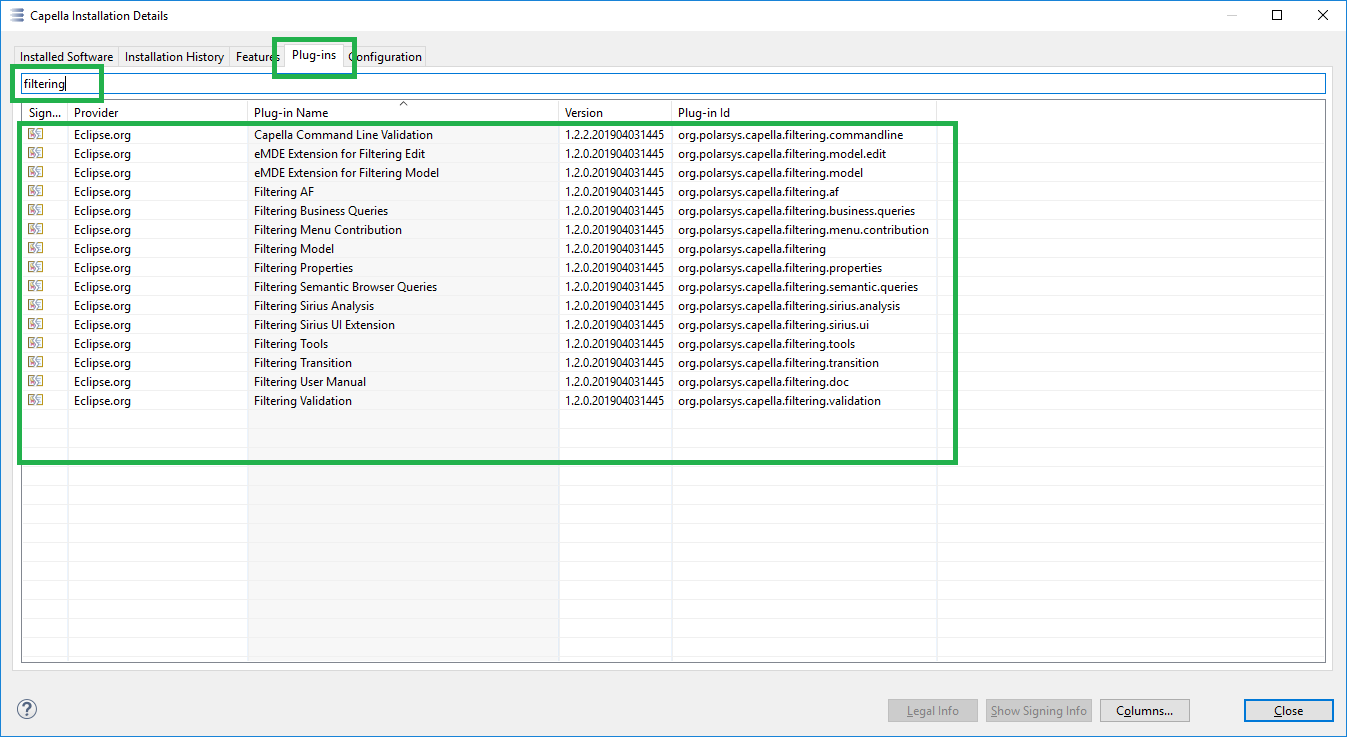 Capella Installation Details
Installed Software Installation History Features Plug-ins Configuration
filtering
Sign... Provider Plug-in Name Version Plug-in Id
Eclipse.org Capella Command Line Validation 1.2.2.201904031445 org.polarsys.capella.filtering.commandline
Eclipse.org eMDE Extension for Filtering Edit 1.2.0.201904031445 org.polarsys.capella.filtering.model.edit
Eclipse.org eMDE Extension for Filtering Model 1.2.0.201904031445 org.polarsys.capella.filtering.model
Eclipse.org Filtering AF 1.2.0.201904031445 org.polarsys.capella.filtering.af
Eclipse.org Filtering Business Queries 1.2.0.201904031445 org.polarsys.capella.filtering.business.queries
Eclipse.org Filtering Menu Contribution 1.2.0.201904031445 org.polarsys.capella.filtering.menu.contribution
Eclipse.org Filtering Model 1.2.0.201904031445 org.polarsys.capella.filtering
Eclipse.org Filtering Properties 1.2.0.201904031445 org.polarsys.capella.filtering.properties
Eclipse.org Filtering Semantic Browser Queries 1.2.0.201904031445 org.polarsys.capella.filtering.semantic.queries
Eclipse.org Filtering Sirius Analysis 1.2.0.201904031445 org.polarsys.capella.filtering.sirius.analysis
Eclipse.org Filtering Sirius UI Extension 1.2.0.201904031445 org.polarsys.capella.filtering.sirius.ui
Eclipse.org Filtering Tools 1.2.0.201904031445 org.polarsys.capella.filtering.tools
Eclipse.org Filtering Transition 1.2.0.201904031445 org.polarsys.capella.filtering.transition
Eclipse.org Filtering User Manual 1.2.0.201904031445 org.polarsys.capella.filtering.doc
Eclipse.org Filtering Validation 1.2.0.201904031445 org.polarsys.capella.filtering.validation
? Legal Info Show Signing Info Columns... Close